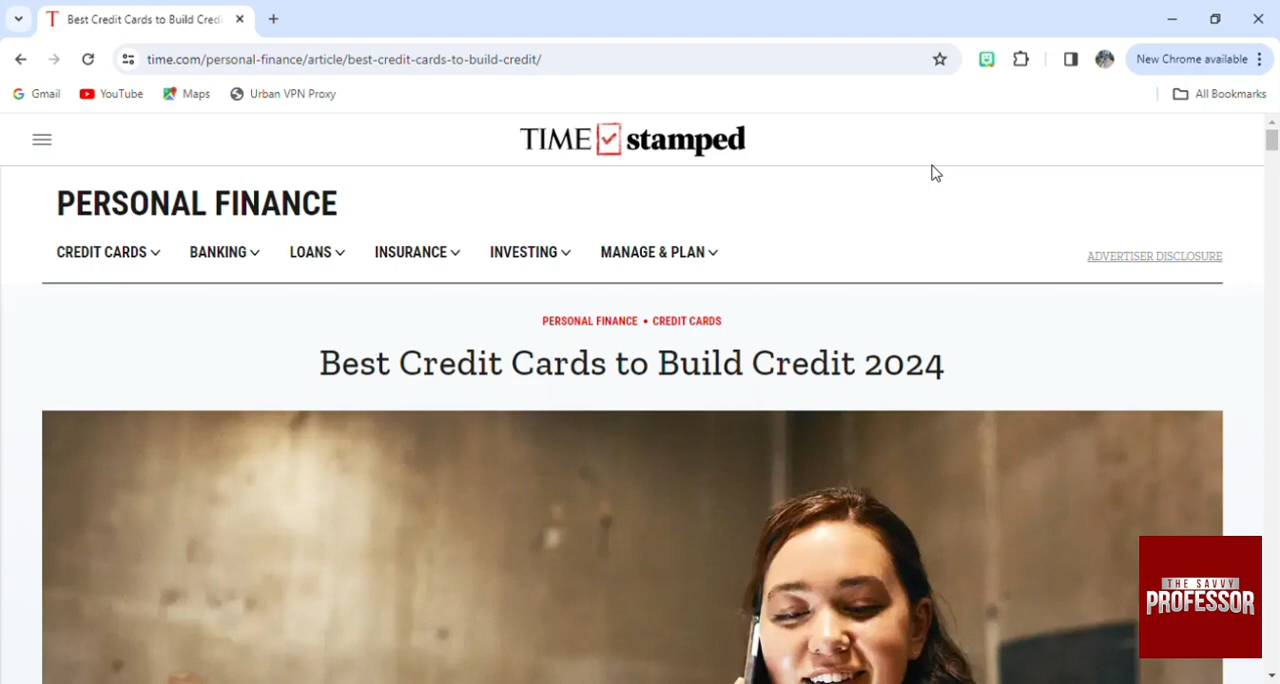 Best Credit Cards to Build Credi
time.com/personal-finance/article/best-credit-cards-to-build-credit/
New Chrome available
Gmail
YouTube
Maps
Urban VPN Proxy
All Bookmarks
TIME stamped
PERSONAL FINANCE
CREDIT CARDS
BANKING
LOANS
INSURANCE
INVESTING
MANAGE & PLAN
ADVERTISER DISCLOSURE
PERSONAL FINANCE • CREDIT CARDS
Best Credit Cards to Build Credit 2024
THE SAVVY
PROFESSOR